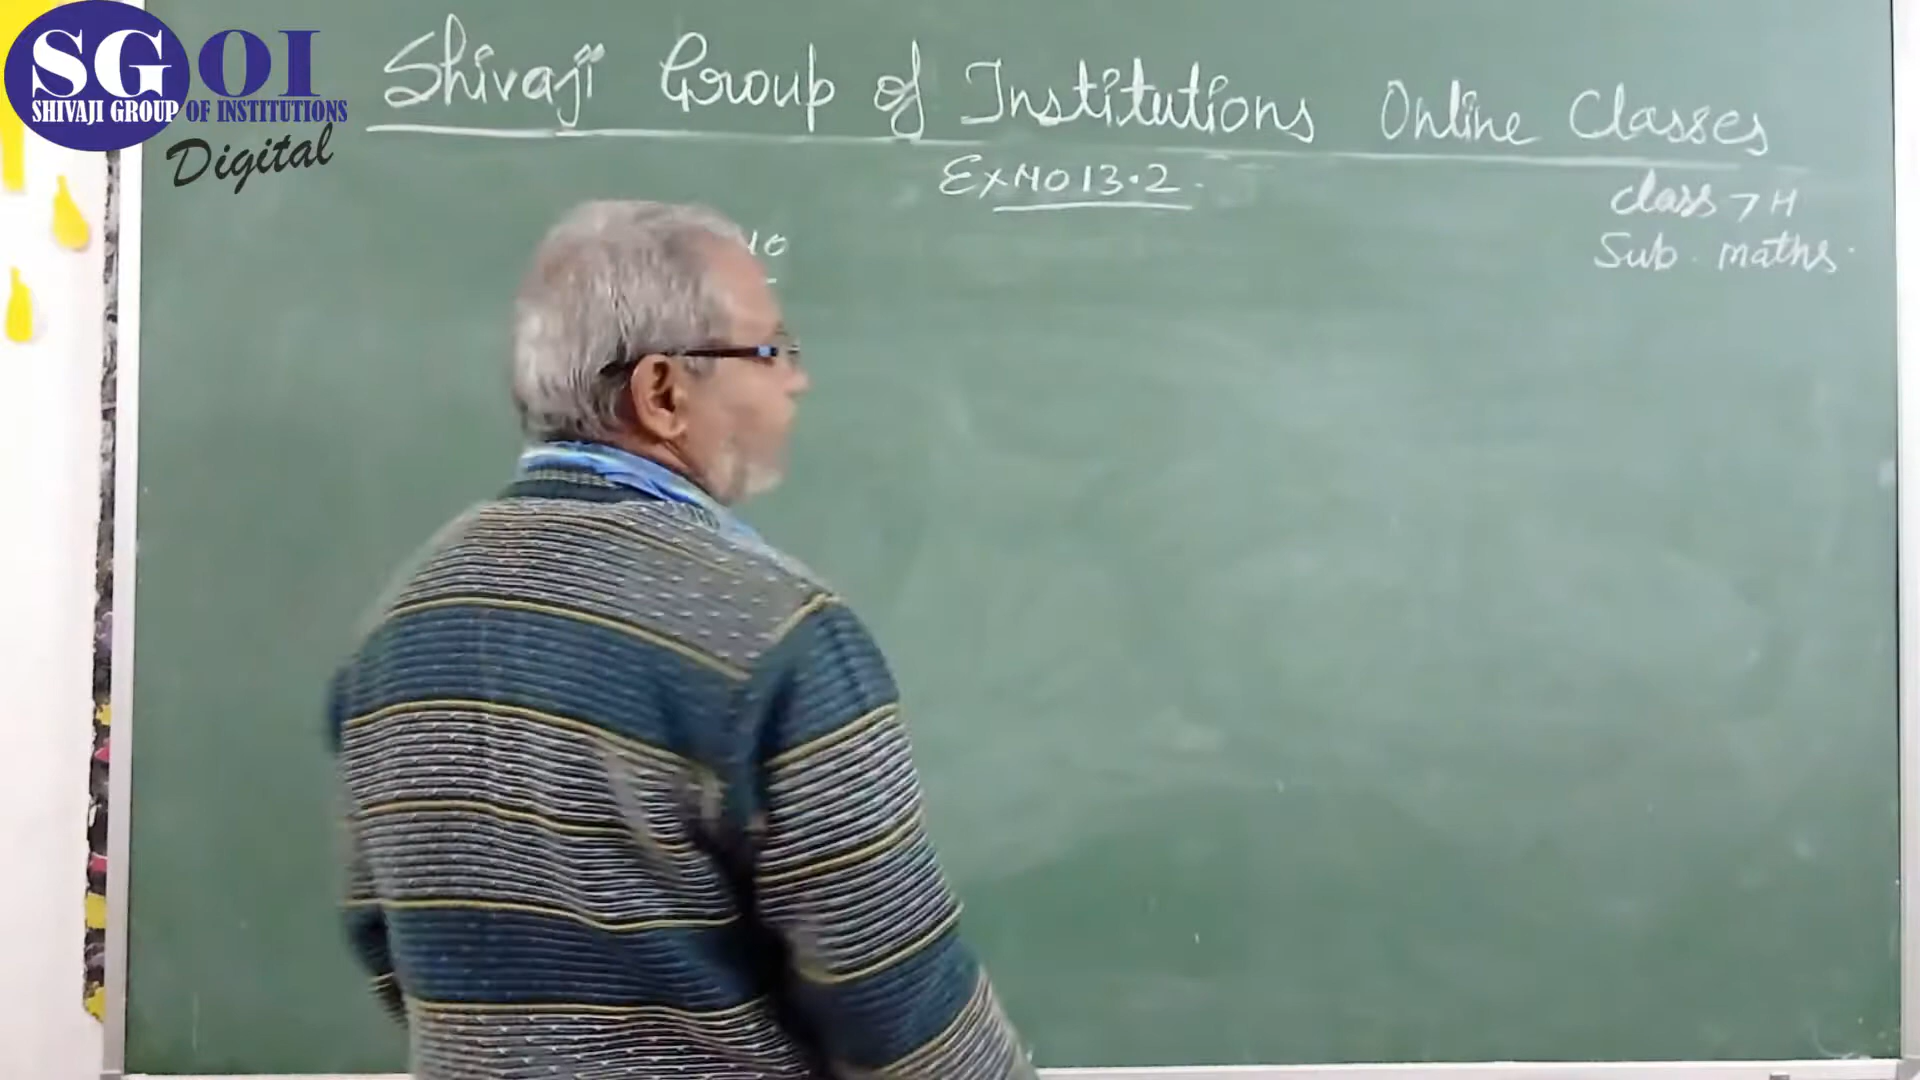 SGOI
SHIVAJI GROUP OF INSTITUTIONS
Digital
Shivaji Group of Institutions Online Classes
Ex NO 13.2.
Class 7 H
Sub. maths.